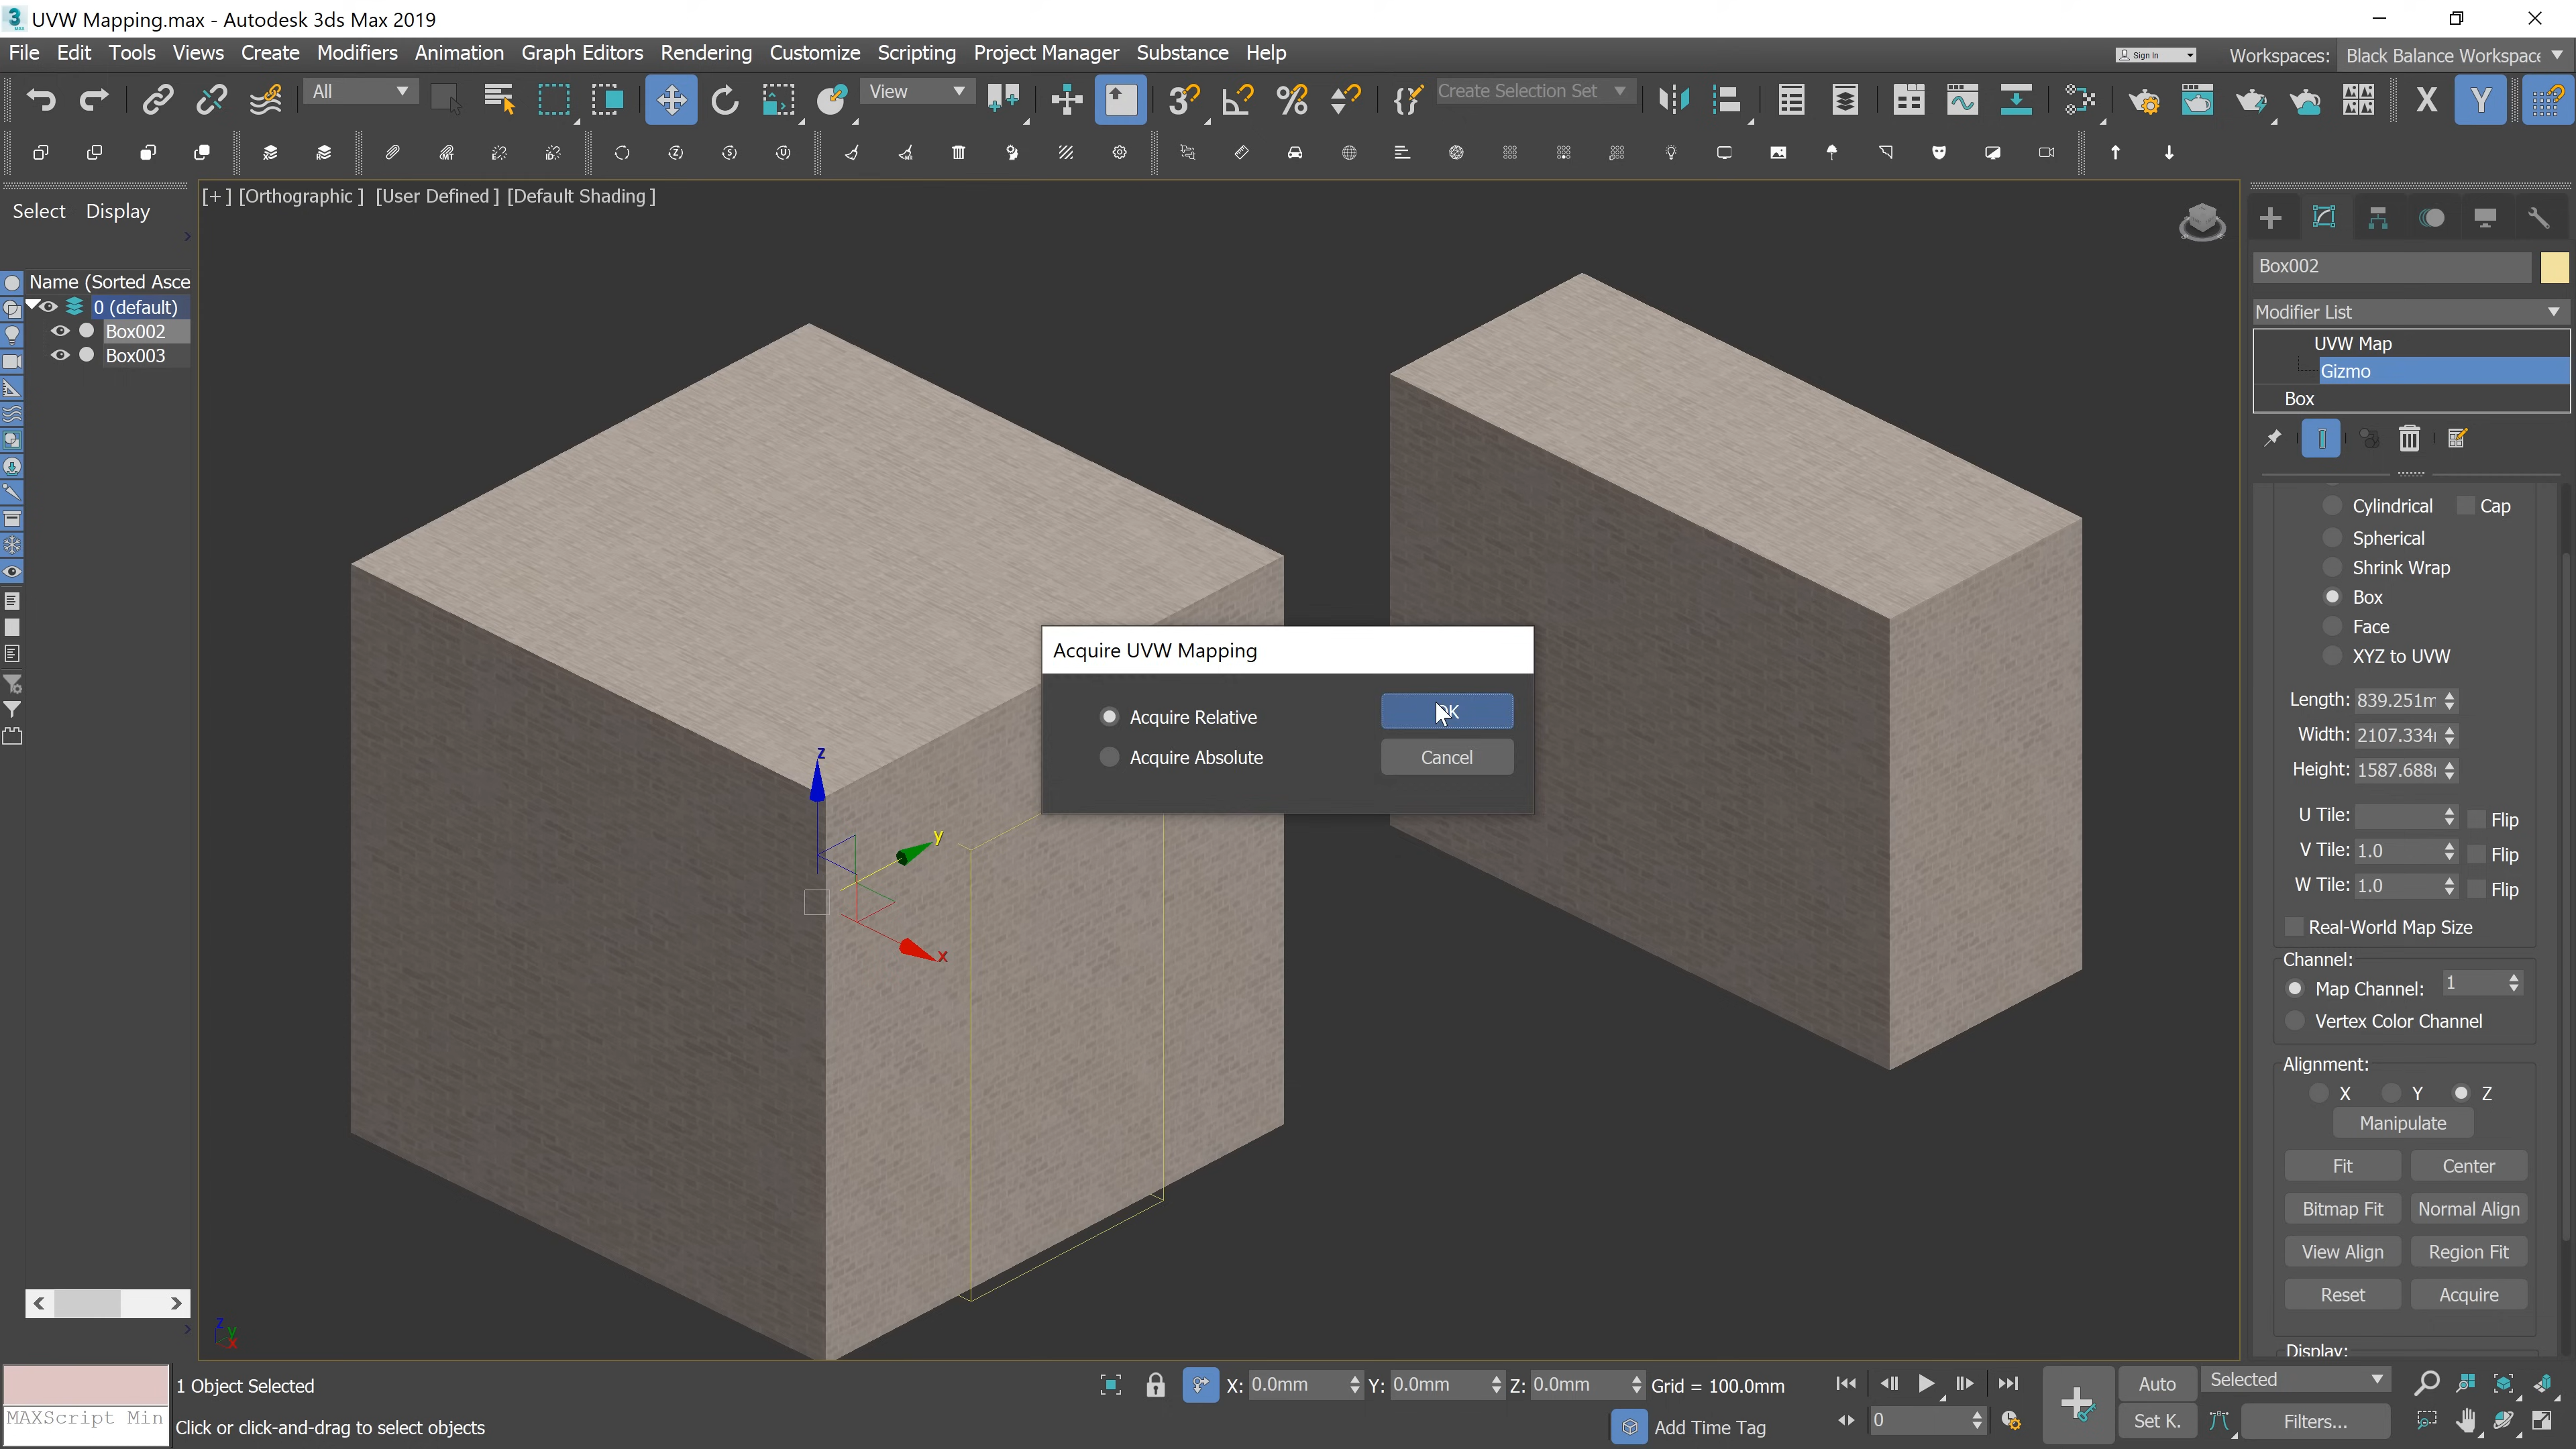 UVW Mapping.max - Autodesk 3ds Max 2019
File Edit Tools Views Create Modifiers Animation Graph Editors Rendering Customize Scripting Project Manager Substance Help
Sign In
Workspaces: Black Balance Workspace
All
View
Create Selection Set
X Y
Select Display
[+] [Orthographic] [User Defined] [Default Shading]
Name (Sorted Asce
0 (default)
Box002
Box003
Box002
Modifier List
UVW Map
Gizmo
Box
Cylindrical Cap
Spherical
Shrink Wrap
Box
Face
XYZ to UVW
Length: 839.251m
Width: 2107.334
Height: 1587.688
U Tile: Flip
V Tile: 1.0 Flip
W Tile: 1.0 Flip
Real-World Map Size
Channel:
Map Channel: 1
Vertex Color Channel
Alignment:
X Y Z
Manipulate
Fit Center
Bitmap Fit Normal Align
View Align Region Fit
Reset Acquire
Display:
Acquire UVW Mapping
Acquire Relative
Acquire Absolute
OK
Cancel
z
y
x
z
y
x
1 Object Selected
X: 0.0mm Y: 0.0mm Z: 0.0mm Grid = 100.0mm
Auto Selected
MAXScript Min
Click or click-and-drag to select objects
Add Time Tag
0
Set K. Filters...